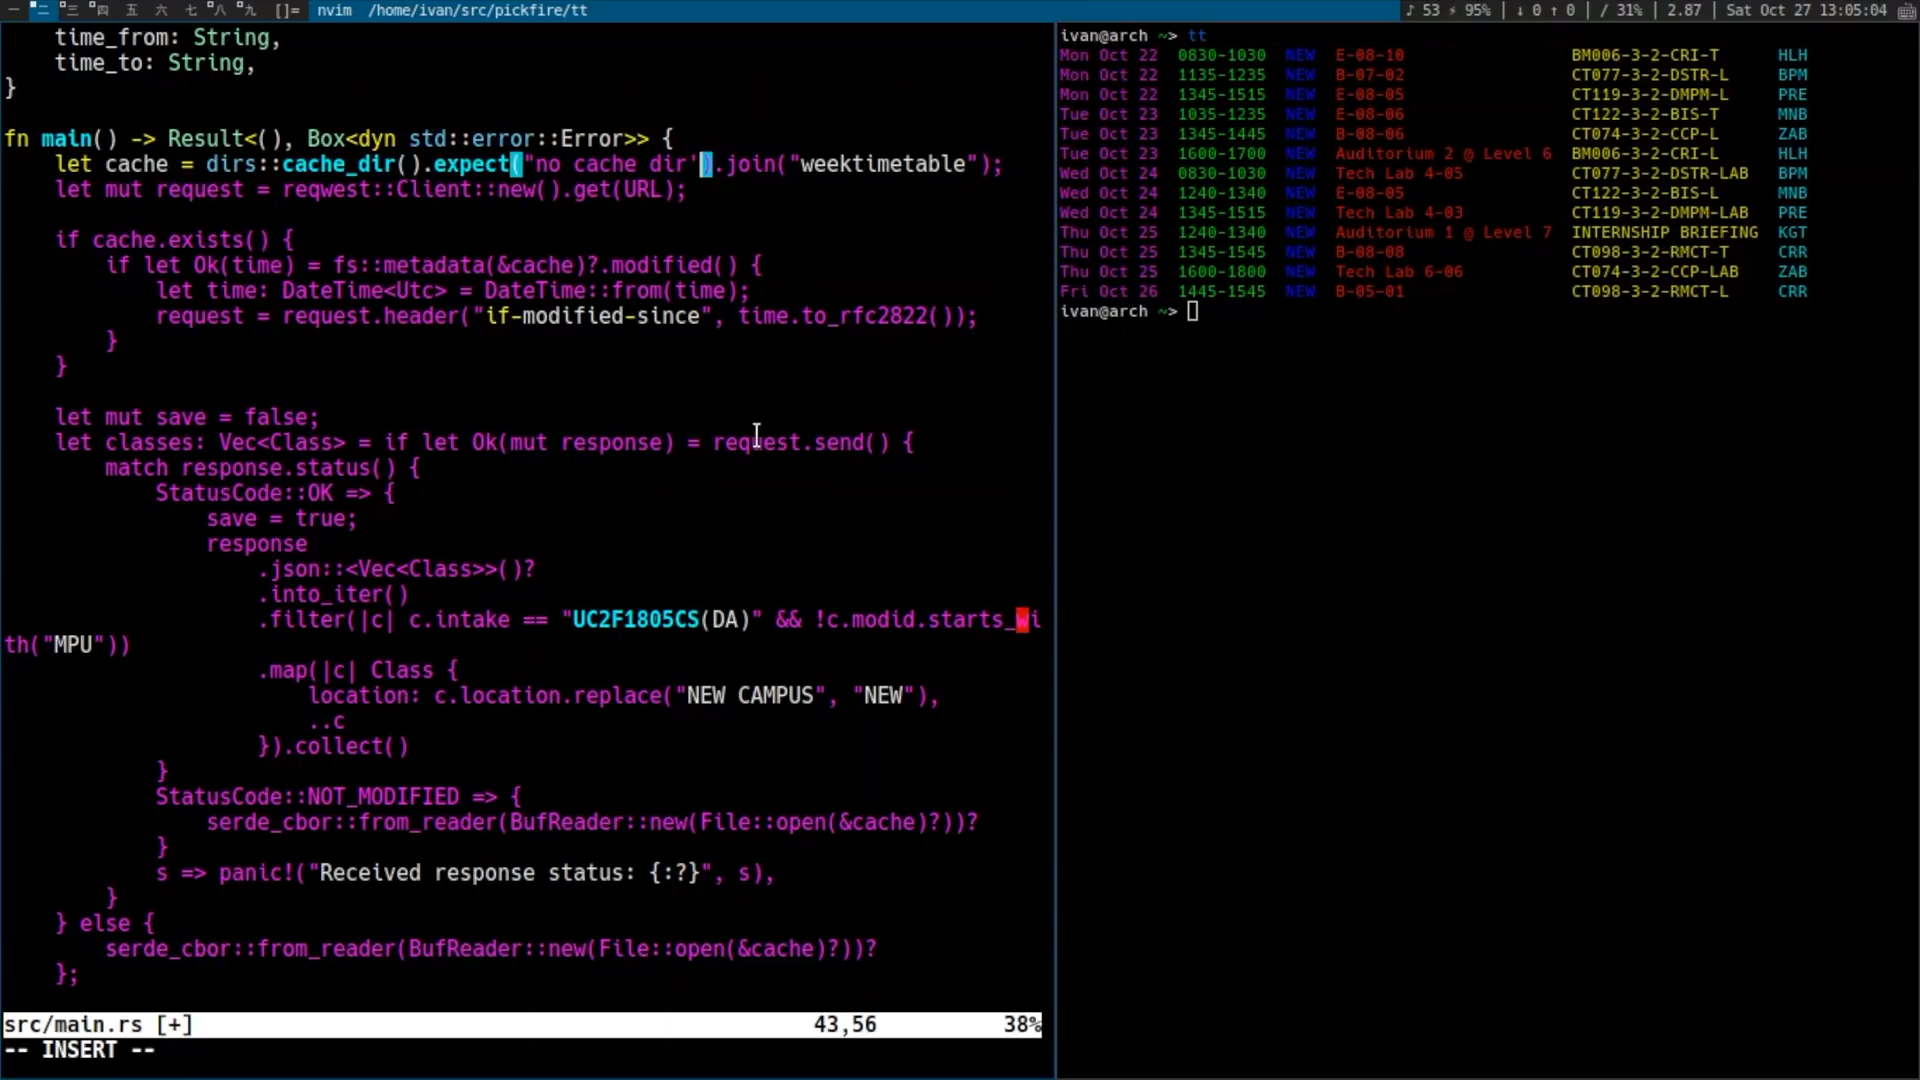 一 二 三 四 五 六 七 八 九 []= nvim /home/ivan/src/pickfire/tt
♪ 53 ⚡ 95% | ↓ 0 ↑ 0 | / 31% | 2.87 | Sat Oct 27 13:05:04
    time_from: String,
    time_to: String,
}
fn main() -> Result<(), Box<dyn std::error::Error>> {
    let cache = dirs::cache_dir().expect("no cache dir').join("weektimetable");
    let mut request = reqwest::Client::new().get(URL);
    if cache.exists() {
        if let Ok(time) = fs::metadata(&cache)?.modified() {
            let time: DateTime<Utc> = DateTime::from(time);
            request = request.header("if-modified-since", time.to_rfc2822());
        }
    }
    let mut save = false;
    let classes: Vec<Class> = if let Ok(mut response) = request.send() {
        match response.status() {
            StatusCode::OK => {
                save = true;
                response
                    .json::<Vec<Class>>()?
                    .into_iter()
                    .filter(|c| c.intake == "UC2F1805CS(DA)" && !c.modid.starts_wi
th("MPU"))
                    .map(|c| Class {
                        location: c.location.replace("NEW CAMPUS", "NEW"),
                        ..c
                    }).collect()
            }
            StatusCode::NOT_MODIFIED => {
                serde_cbor::from_reader(BufReader::new(File::open(&cache)?))?
            }
            s => panic!("Received response status: {:?}", s),
        }
    } else {
        serde_cbor::from_reader(BufReader::new(File::open(&cache)?))?
    };
src/main.rs [+] 43,56 38%
-- INSERT --
ivan@arch ~> tt
Mon Oct 22 0830-1030 NEW E-08-10 BM006-3-2-CRI-T HLH
Mon Oct 22 1135-1235 NEW B-07-02 CT077-3-2-DSTR-L BPM
Mon Oct 22 1345-1515 NEW E-08-05 CT119-3-2-DMPM-L PRE
Tue Oct 23 1035-1235 NEW E-08-06 CT122-3-2-BIS-T MNB
Tue Oct 23 1345-1445 NEW B-08-06 CT074-3-2-CCP-L ZAB
Tue Oct 23 1600-1700 NEW Auditorium 2 @ Level 6 BM006-3-2-CRI-L HLH
Wed Oct 24 0830-1030 NEW Tech Lab 4-05 CT077-3-2-DSTR-LAB BPM
Wed Oct 24 1240-1340 NEW E-08-05 CT122-3-2-BIS-L MNB
Wed Oct 24 1345-1515 NEW Tech Lab 4-03 CT119-3-2-DMPM-LAB PRE
Thu Oct 25 1240-1340 NEW Auditorium 1 @ Level 7 INTERNSHIP BRIEFING KGT
Thu Oct 25 1345-1545 NEW B-08-08 CT098-3-2-RMCT-T CRR
Thu Oct 25 1600-1800 NEW Tech Lab 6-06 CT074-3-2-CCP-LAB ZAB
Fri Oct 26 1445-1545 NEW B-05-01 CT098-3-2-RMCT-L CRR
ivan@arch ~>